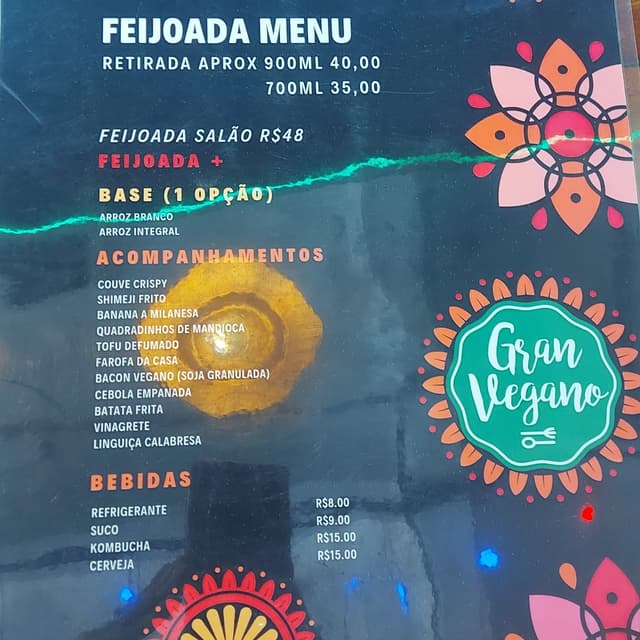 FEIJOADA MENU
RETIRADA APROX 900ML 40,00
700ML 35,00
FEIJOADA SALÃO R$48
FEIJOADA +
BASE (1 OPÇÃO)
ARROZ BRANCO
ARROZ INTEGRAL
ACOMPANHAMENTOS
COUVE CRISPY
SHIMEJI FRITO
BANANA A MILANESA
QUADRADINHOS DE MANDIOCA
TOFU DEFUMADO
FAROFA DA CASA
BACON VEGANO (SOJA GRANULADA)
CEBOLA EMPANADA
BATATA FRITA
VINAGRETE
LINGUIÇA CALABRESA
Gran
Vegano
BEBIDAS
REFRIGERANTE R$8.00
SUCO R$9.00
KOMBUCHA R$15.00
CERVEJA R$15.00